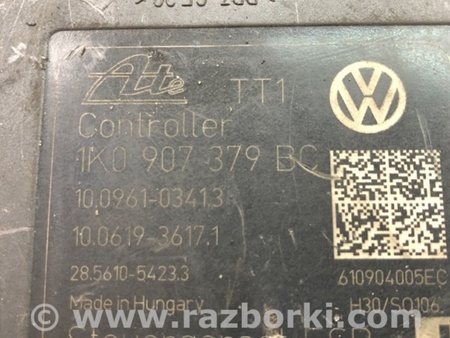 Ate TT1
Controller
1K0 907 379 BC
10.0961-0341.3
10.0619-3617.1
28.5610-5423.3
610904005EC
Made in Hungary
H30/SO106
www.razborki.com